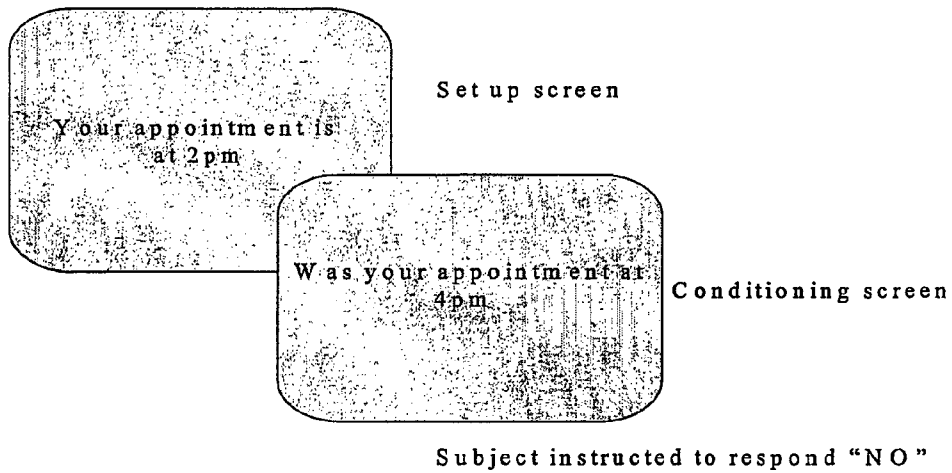 Set up screen
Your appointment is
at 2pm
Was your appointment at
4pm
Conditioning screen
Subject instructed to respond “NO”